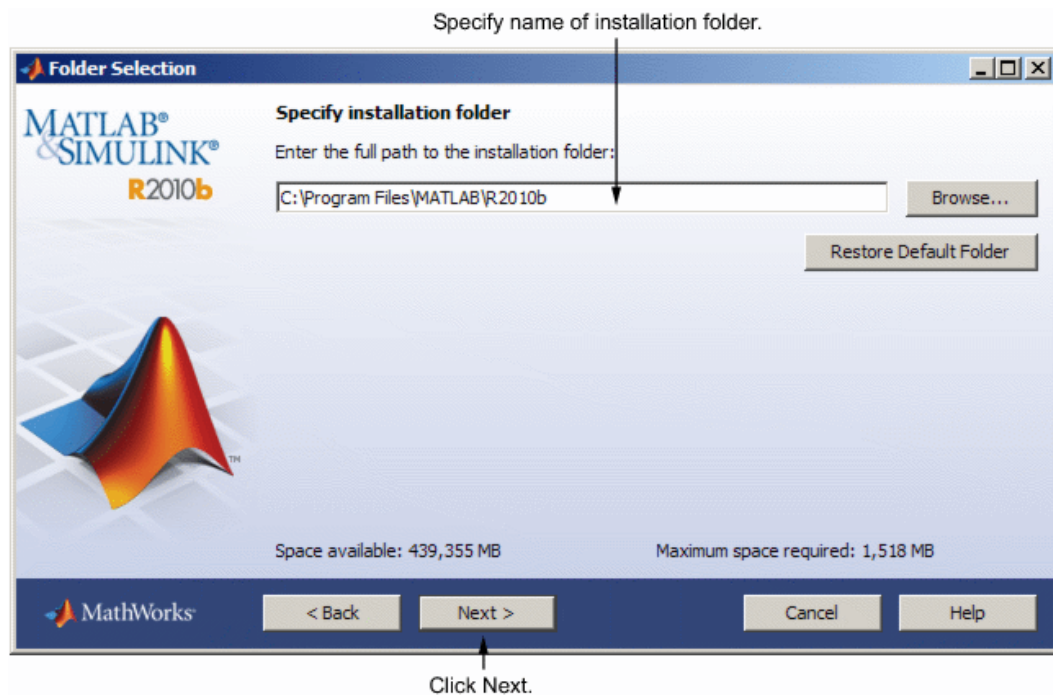 Specify name of installation folder.
Folder Selection
MATLAB®
&SIMULINK®
R2010b
Specify installation folder
Enter the full path to the installation folder:
C:\Program Files\MATLAB\R2010b
Browse...
Restore Default Folder
TM
Space available: 439,355 MB
Maximum space required: 1,518 MB
MathWorks
< Back
Next >
Cancel
Help
Click Next.